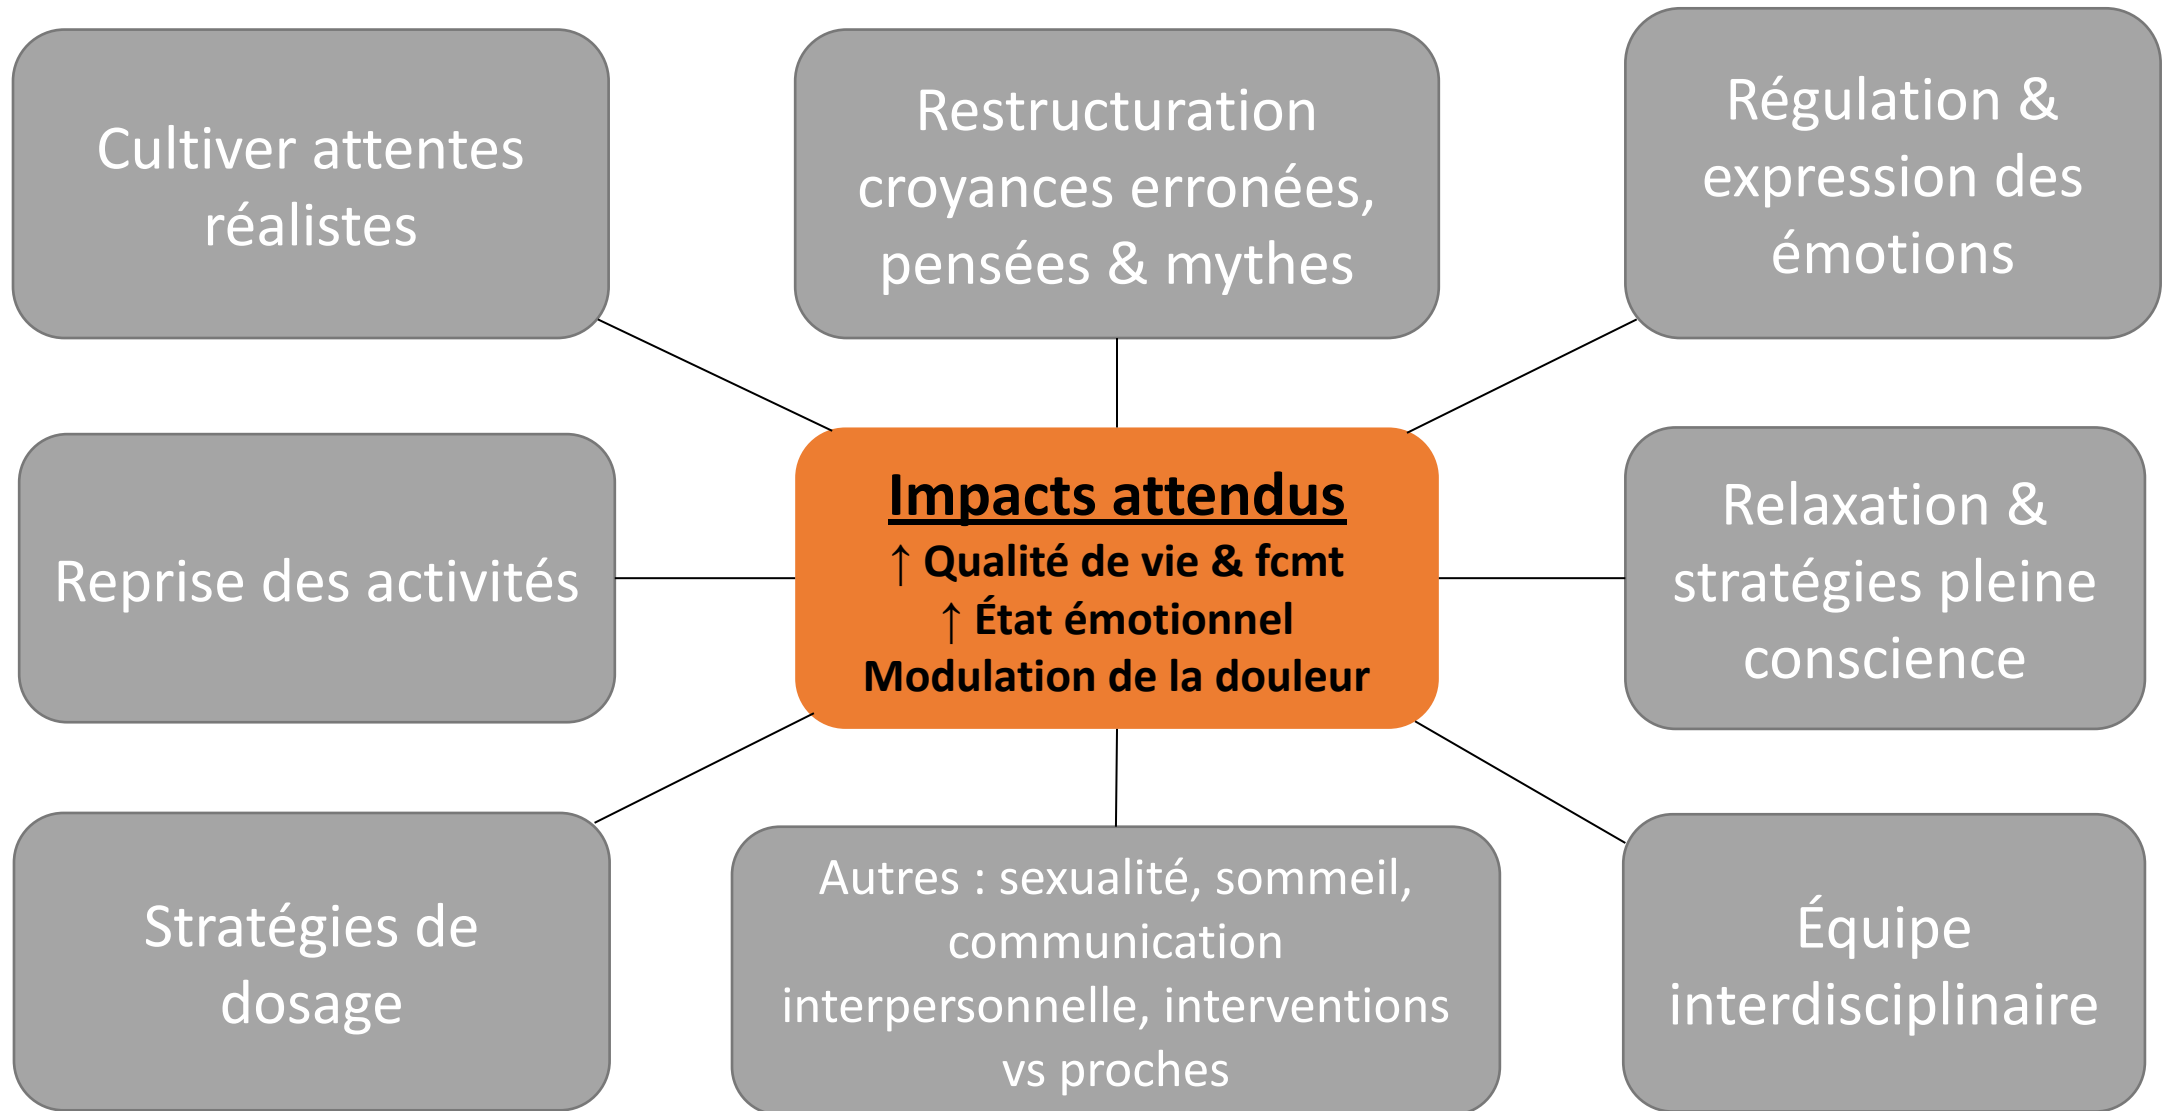 Cultiver attentes
réalistes
Restructuration
croyances erronées,
pensées & mythes
Régulation &
expression des
émotions
Reprise des activités
Impacts attendus
↑ Qualité de vie & fcmt
↑ État émotionnel
Modulation de la douleur
Relaxation &
stratégies pleine
conscience
Stratégies de
dosage
Autres : sexualité, sommeil,
communication
interpersonnelle, interventions
vs proches
Équipe
interdisciplinaire